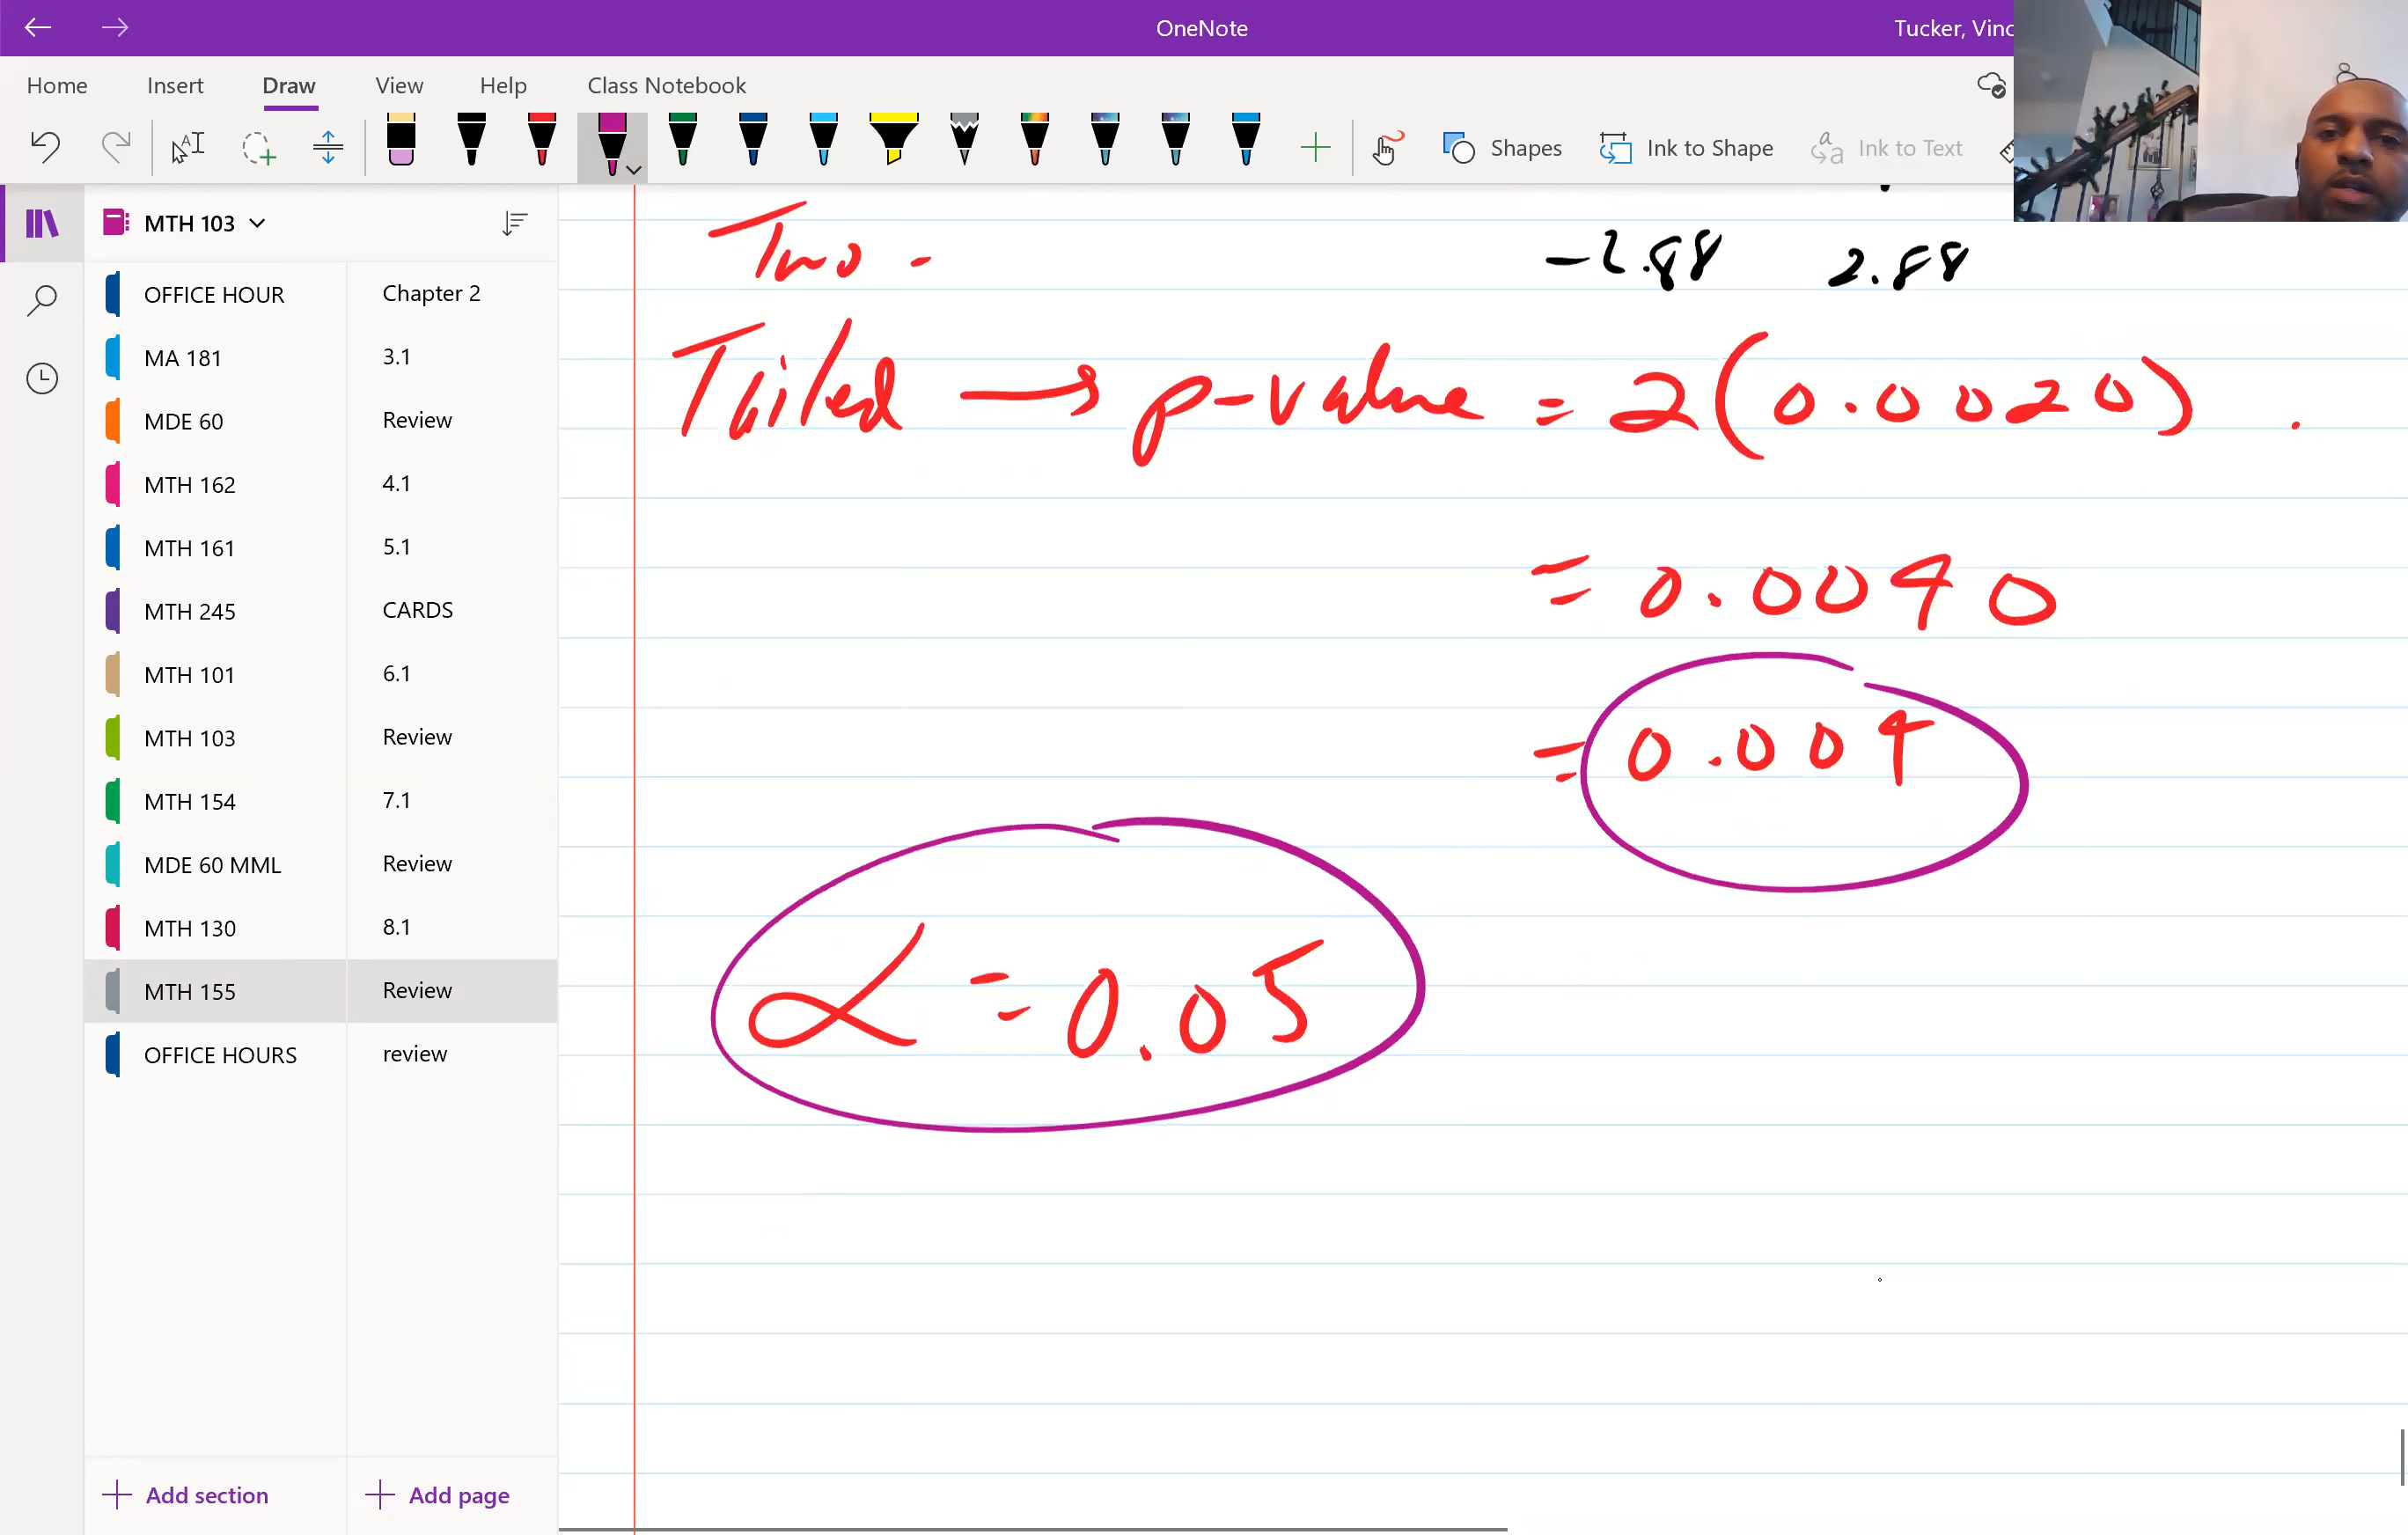 OneNote
Tucker, Vinc
Home Insert Draw View Help Class Notebook
Shapes Ink to Shape Ink to Text
MTH 103
OFFICE HOUR
MA 181
MDE 60
MTH 162
MTH 161
MTH 245
MTH 101
MTH 103
MTH 154
MDE 60 MML
MTH 130
MTH 155
OFFICE HOURS
Add section
Chapter 2
3.1
Review
4.1
5.1
CARDS
6.1
Review
7.1
Review
8.1
Review
review
Add page
-2.88 2.88
Two -
Tailed → p-value = 2(0.0020) .
= 0.0040
= 0.004
α = 0.05